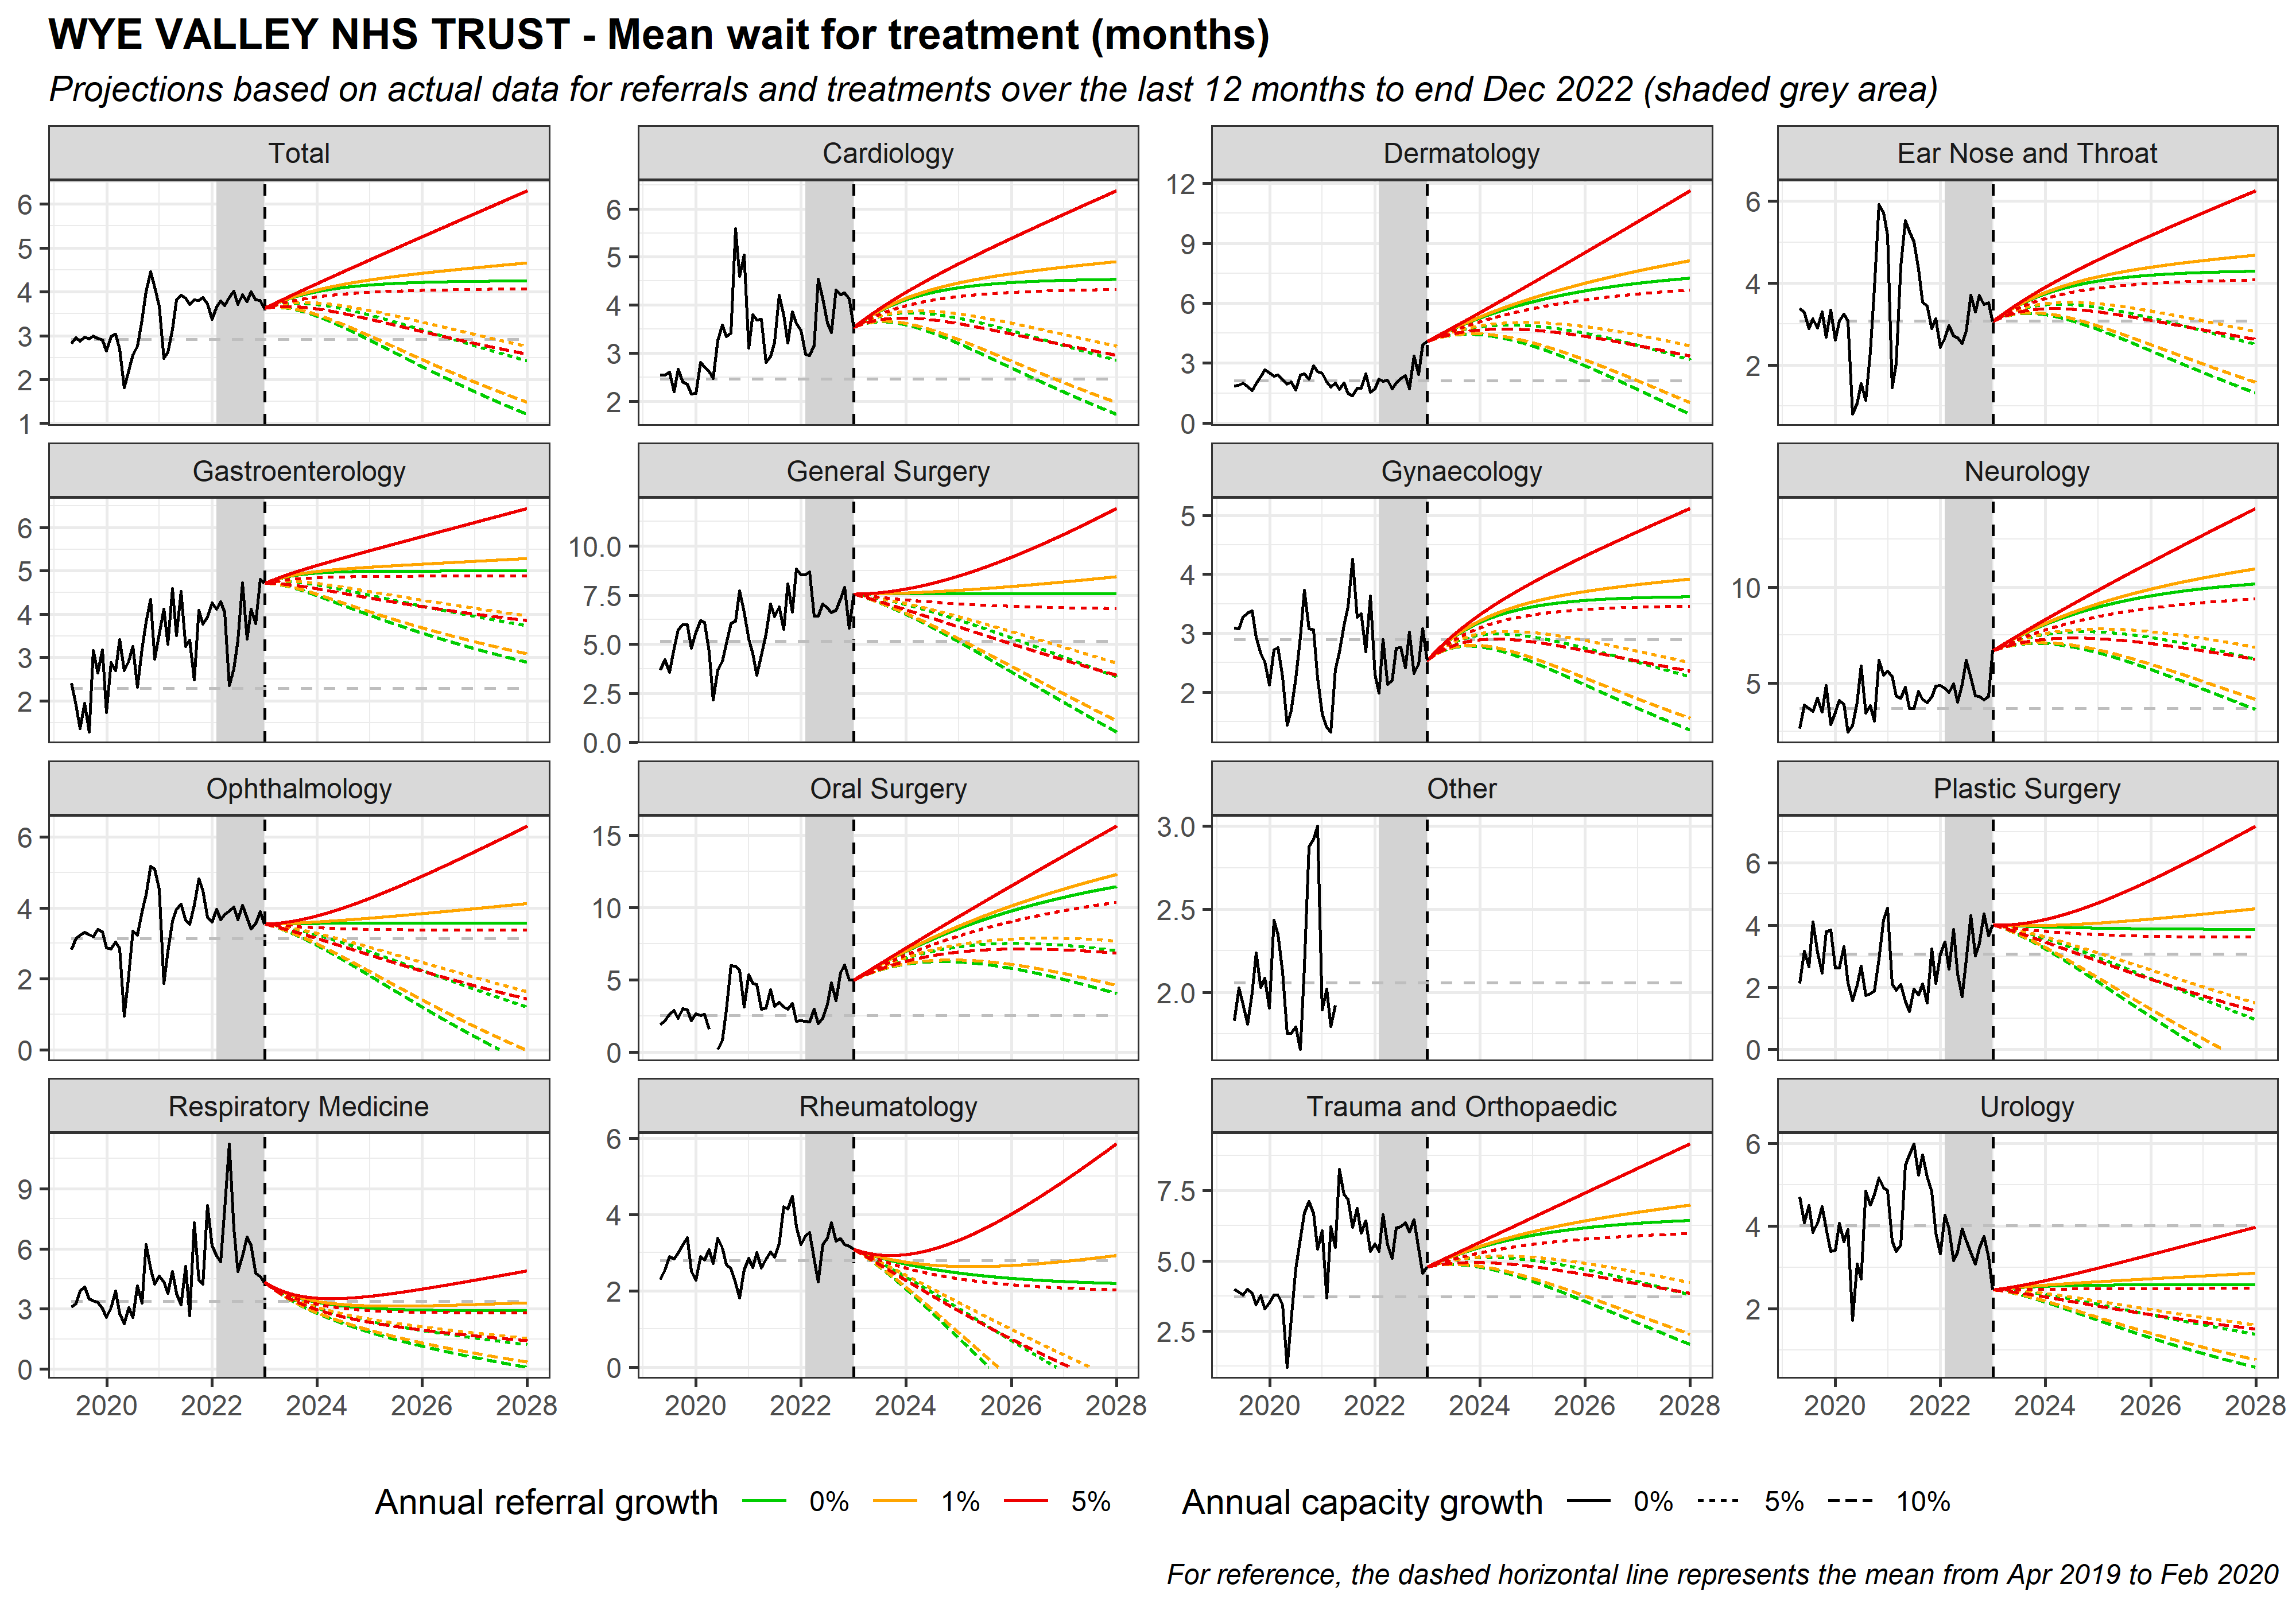 WYE VALLEY NHS TRUST - Mean wait for treatment (months)
Projections based on actual data for referrals and treatments over the last 12 months to end Dec 2022 (shaded grey area)
Total
Cardiology
Dermatology
Ear Nose and Throat
6
5
4
3
2
1
6
5
4
3
2
12
9
6
3
0
6
4
2
Gastroenterology
General Surgery
Gynaecology
Neurology
6
5
4
3
2
10.0
7.5
5.0
2.5
0.0
5
4
3
2
10
5
Ophthalmology
Oral Surgery
Other
Plastic Surgery
6
4
2
0
15
10
5
0
3.0
2.5
2.0
6
4
2
0
Respiratory Medicine
Rheumatology
Trauma and Orthopaedic
Urology
9
6
3
0
6
4
2
0
7.5
5.0
2.5
6
4
2
2020 2022 2024 2026 2028
2020 2022 2024 2026 2028
2020 2022 2024 2026 2028
2020 2022 2024 2026 2028
Annual referral growth 0% 1% 5%
Annual capacity growth 0% 5% 10%
For reference, the dashed horizontal line represents the mean from Apr 2019 to Feb 2020